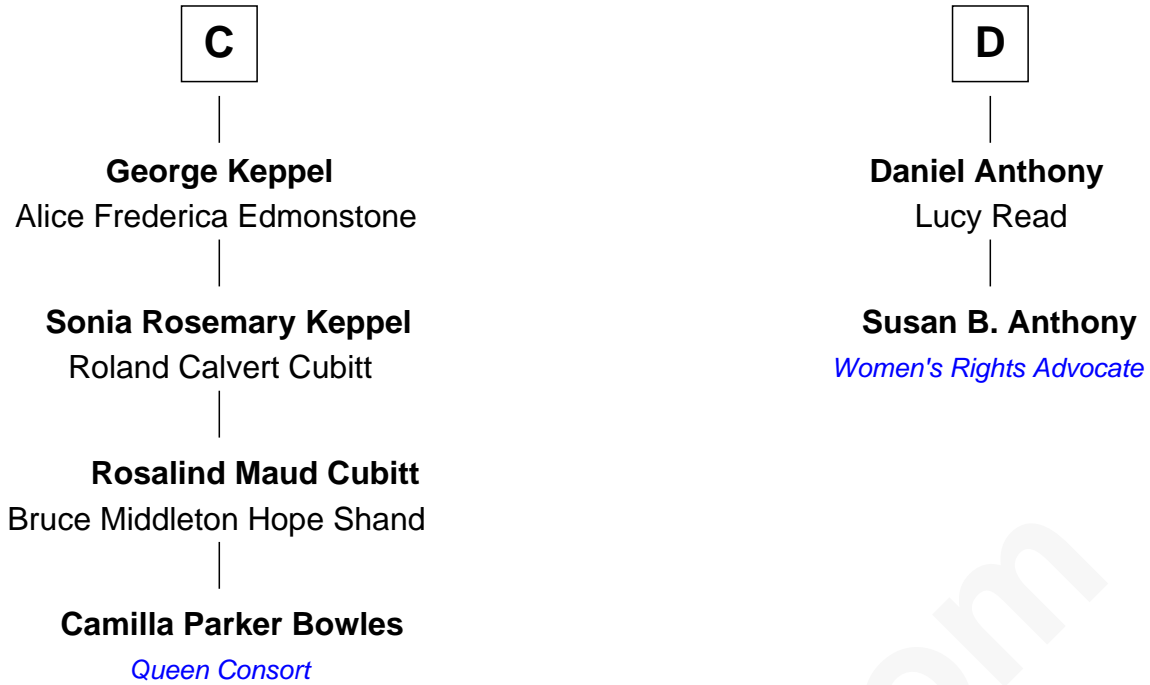 C
George Keppel
Alice Frederica Edmonstone
Sonia Rosemary Keppel
Roland Calvert Cubitt
Rosalind Maud Cubitt
Bruce Middleton Hope Shand
Camilla Parker Bowles
Queen Consort
D
Daniel Anthony
Lucy Read
Susan B. Anthony
Women's Rights Advocate
om